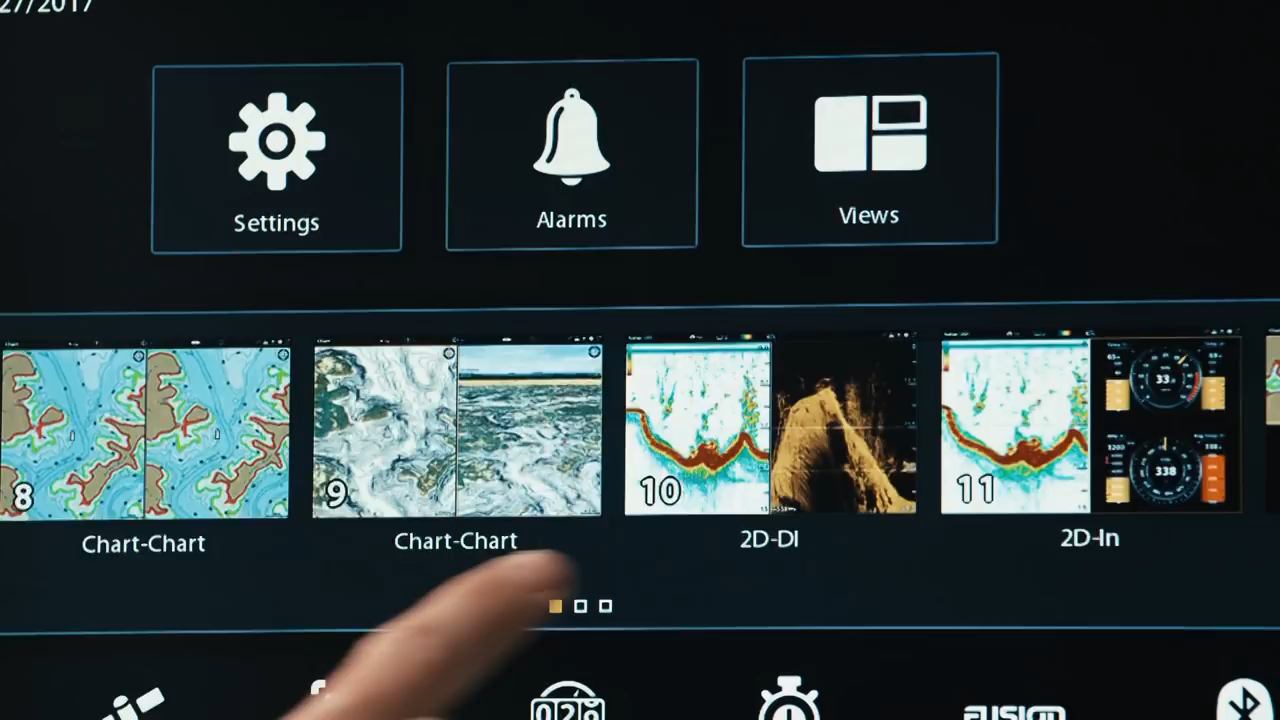 27/2017
Settings
Alarms
Views
8
9
10
11
33
338
Chart-Chart
Chart-Chart
2D-DI
2D-In
FUSION